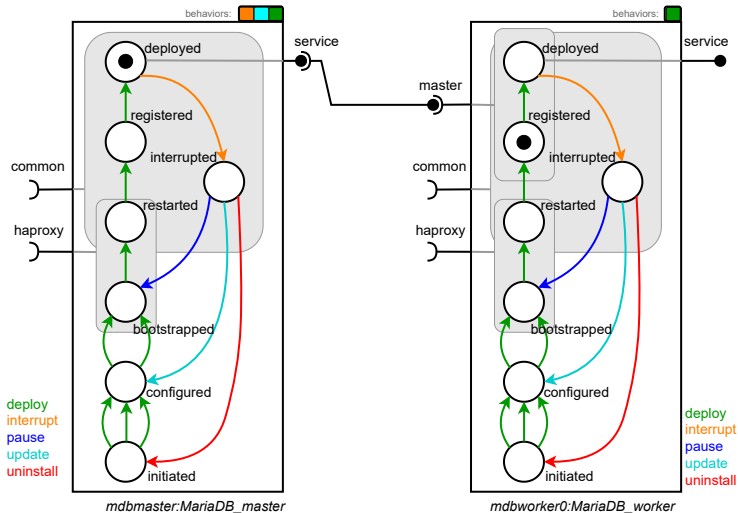 behaviors:
deployed
service
registered
interrupted
common
restarted
haproxy
bootstrapped
configured
deploy
interrupt
pause
update
uninstall
initiated
mdbmaster:MariaDB_master
behaviors:
deployed
service
master
registered
interrupted
common
restarted
haproxy
bootstrapped
configured
deploy
interrupt
pause
update
uninstall
initiated
mdbworker0:MariaDB_worker